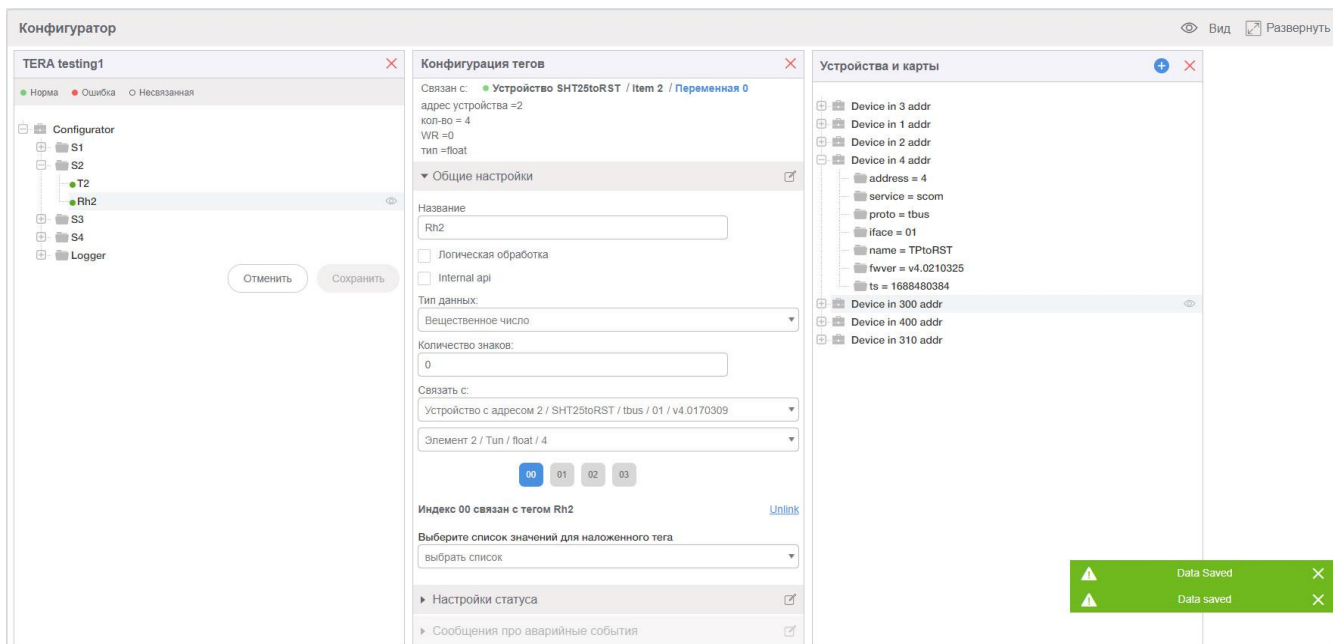 Конфигуратор
Вид
Развернуть
TERA testing1
Норма
Ошибка
Несвязанная
Configurator
S1
S2
T2
Rh2
S3
S4
Logger
Отменить
Сохранить
Конфигурация тегов
Связан с: Устройство SHT25toRST / Item 2 / Переменная 0
адрес устройства =2
кол-во = 4
WR =0
тип =float
Общие настройки
Название
Rh2
Логическая обработка
Internal api
Тип данных:
Вещественное число
Количество знаков:
0
Связать с:
Устройство с адресом 2 / SHT25toRST / tbus / 01 / v4.0170309
Элемент 2 / Tun / float / 4
00 01 02 03
Индекс 00 связан с тегом Rh2
Unlink
Выберите список значений для наложенного тега
выбрать список
Настройки статуса
Сообщения про аварийные события
Устройства и карты
Device in 3 addr
Device in 1 addr
Device in 2 addr
Device in 4 addr
address = 4
service = scom
proto = tbus
iface = 01
name = TPtoRST
fwver = v4.0210325
ts = 1688480384
Device in 300 addr
Device in 400 addr
Device in 310 addr
Data Saved
Data saved